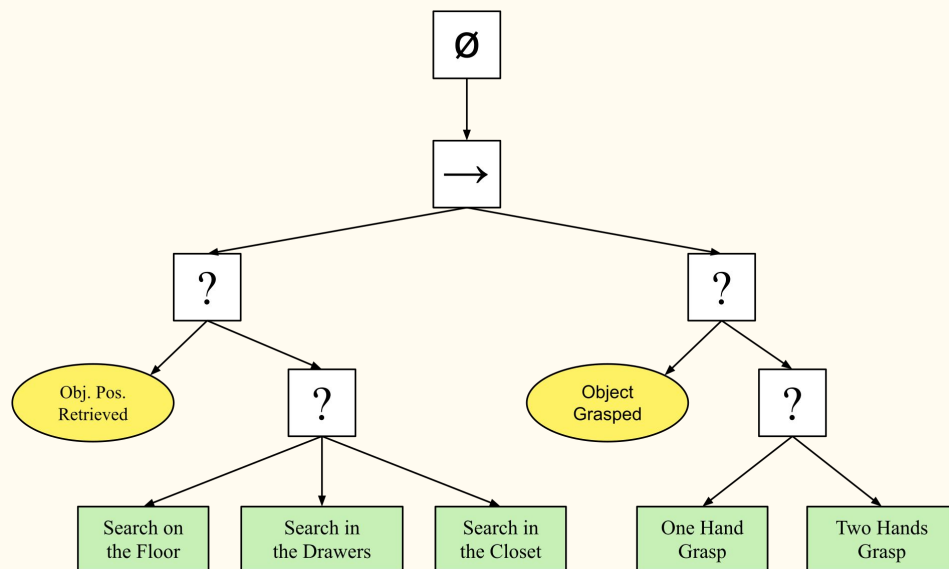 Ø
→
?
?
Obj. Pos.
Retrieved
?
Object
Grasped
?
Search on
the Floor
Search in
the Drawers
Search in
the Closet
One Hand
Grasp
Two Hands
Grasp